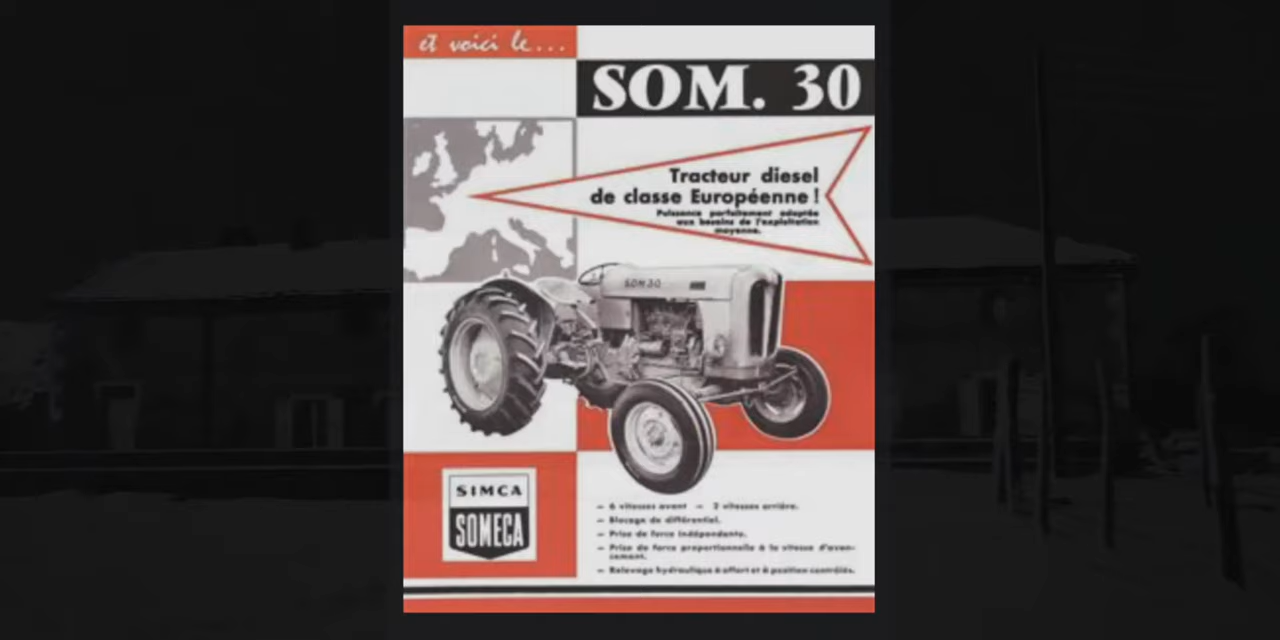 et voici le...
SOM. 30
Tracteur diesel
de classe Européenne !
Puissance parfaitement adaptée
aux besoins de l'exploitation
moyenne.
SOM 30
SIMCA
SOMECA
— 6 vitesses avant — 2 vitesses arrière.
— Blocage de différentiel.
— Prise de force indépendante.
— Prise de force proportionnelle à la vitesse d'avan-
cement.
— Relevage hydraulique à effort et à position contrôlés.